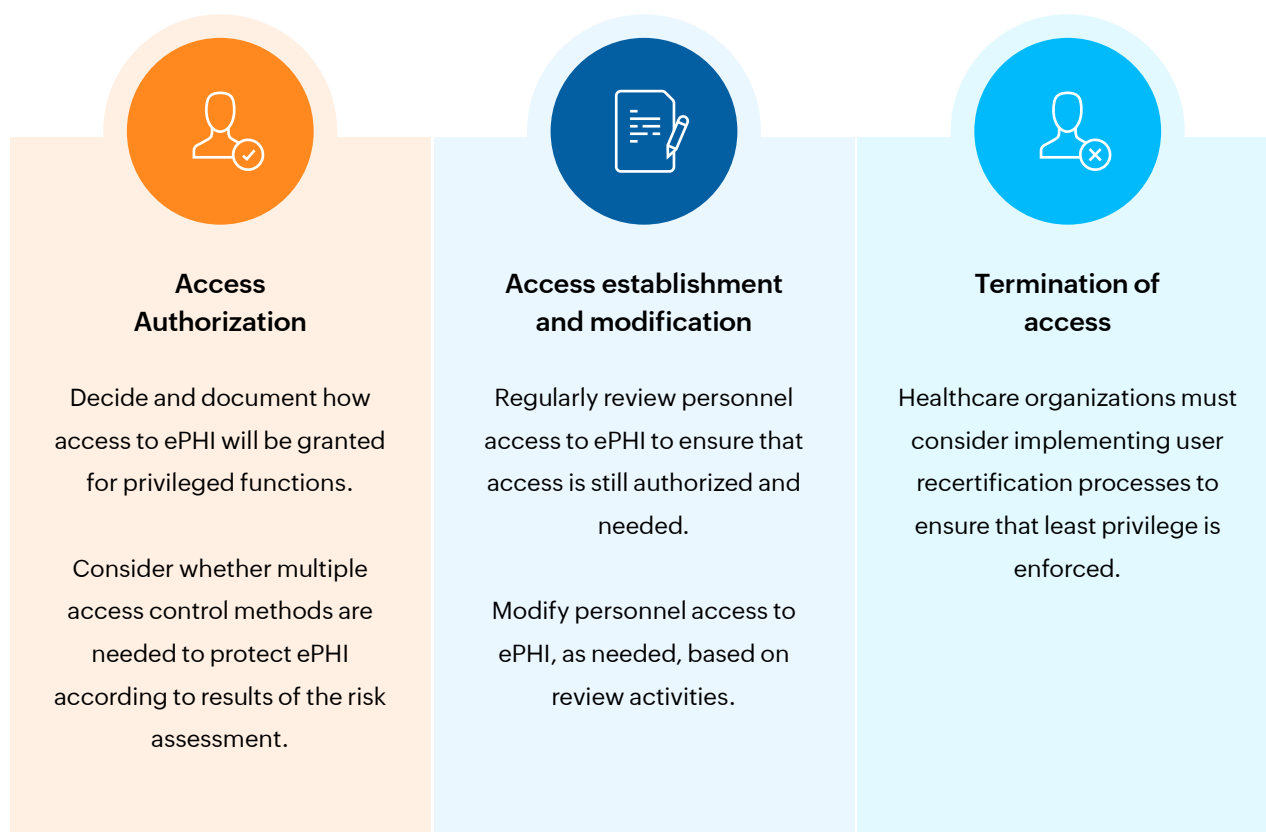 Access
Authorization
Decide and document how
access to ePHI will be granted
for privileged functions.
Consider whether multiple
access control methods are
needed to protect ePHI
according to results of the risk
assessment.
Access establishment
and modification
Regularly review personnel
access to ePHI to ensure that
access is still authorized and
needed.
Modify personnel access to
ePHI, as needed, based on
review activities.
Termination of
access
Healthcare organizations must
consider implementing user
recertification processes to
ensure that least privilege is
enforced.